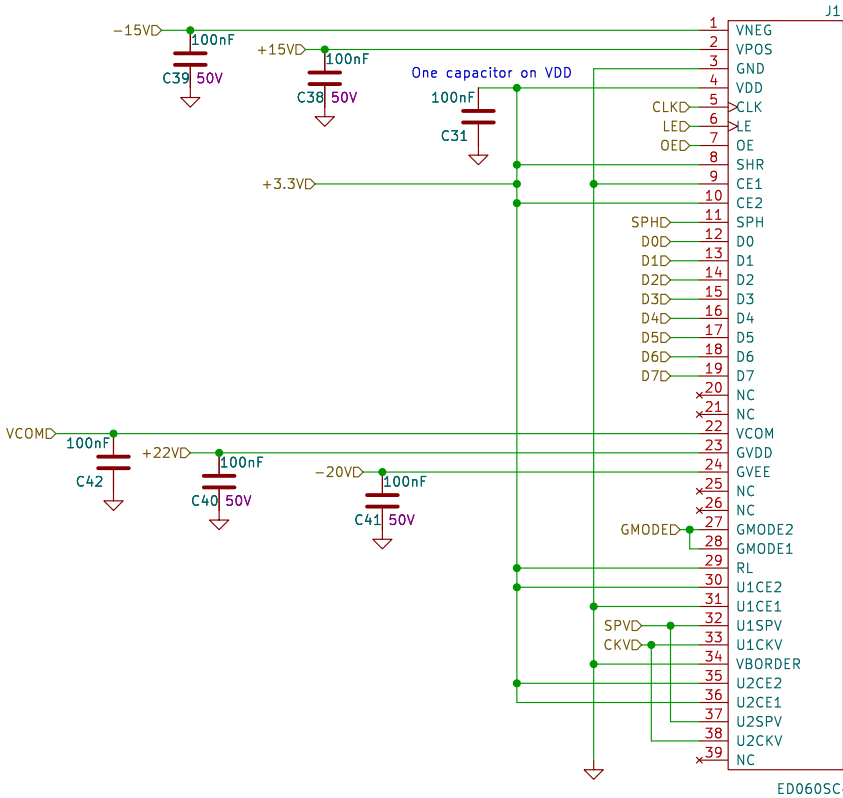 J1
-15V
1 VNEG
100nF
C39 50V
+15V
2 VPOS
100nF
C38 50V
3 GND
One capacitor on VDD
4 VDD
100nF
C31
CLK 5 CLK
LE 6 LE
OE 7 OE
8 SHR
+3.3V
9 CE1
10 CE2
SPH 11 SPH
D0 12 D0
D1 13 D1
D2 14 D2
D3 15 D3
D4 16 D4
D5 17 D5
D6 18 D6
D7 19 D7
20 NC
21 NC
VCOM 22 VCOM
100nF
C42
+22V 23 GVDD
100nF
C40 50V
-20V 24 GVEE
100nF
C41 50V
25 NC
26 NC
GMODE 27 GMODE2
28 GMODE1
29 RL
30 U1CE2
31 U1CE1
SPV 32 U1SPV
CKV 33 U1CKV
34 VBORDER
35 U2CE2
36 U2CE1
37 U2SPV
38 U2CKV
39 NC